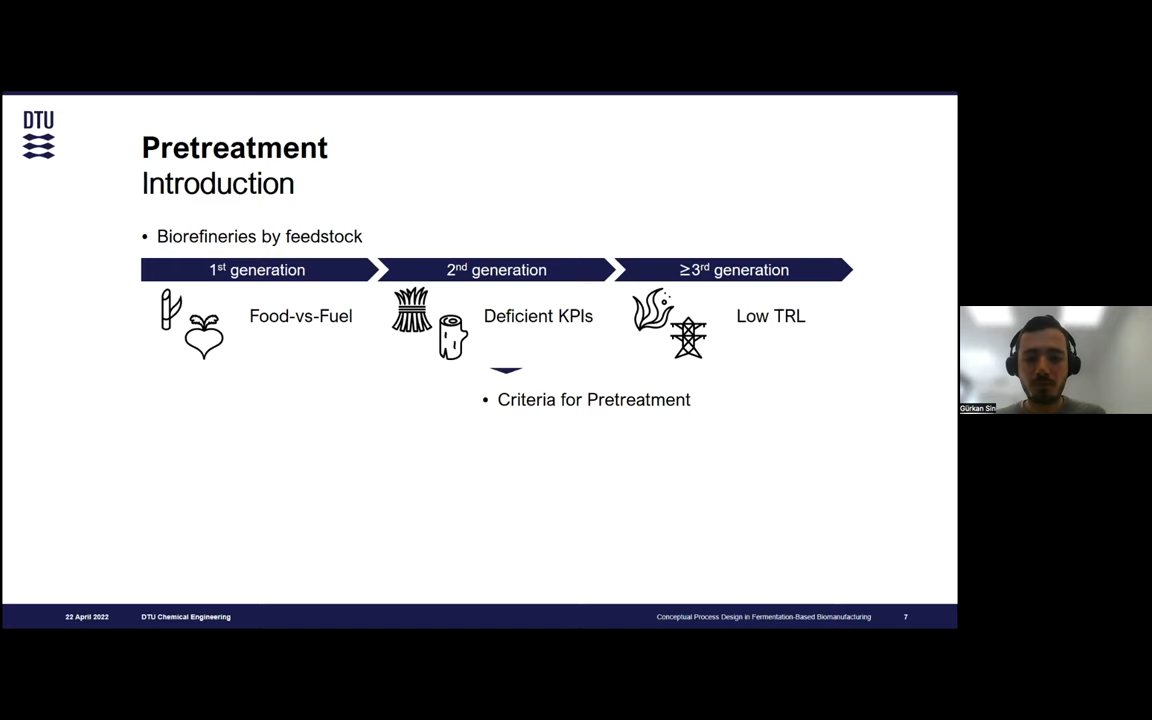 DTU
Pretreatment
Introduction
• Biorefineries by feedstock
1st generation
2nd generation
≥3rd generation
Food-vs-Fuel
Deficient KPIs
Low TRL
• Criteria for Pretreatment
Gürkan Sin
22 April 2022
DTU Chemical Engineering
Conceptual Process Design in Fermentation-Based Biomanufacturing
7